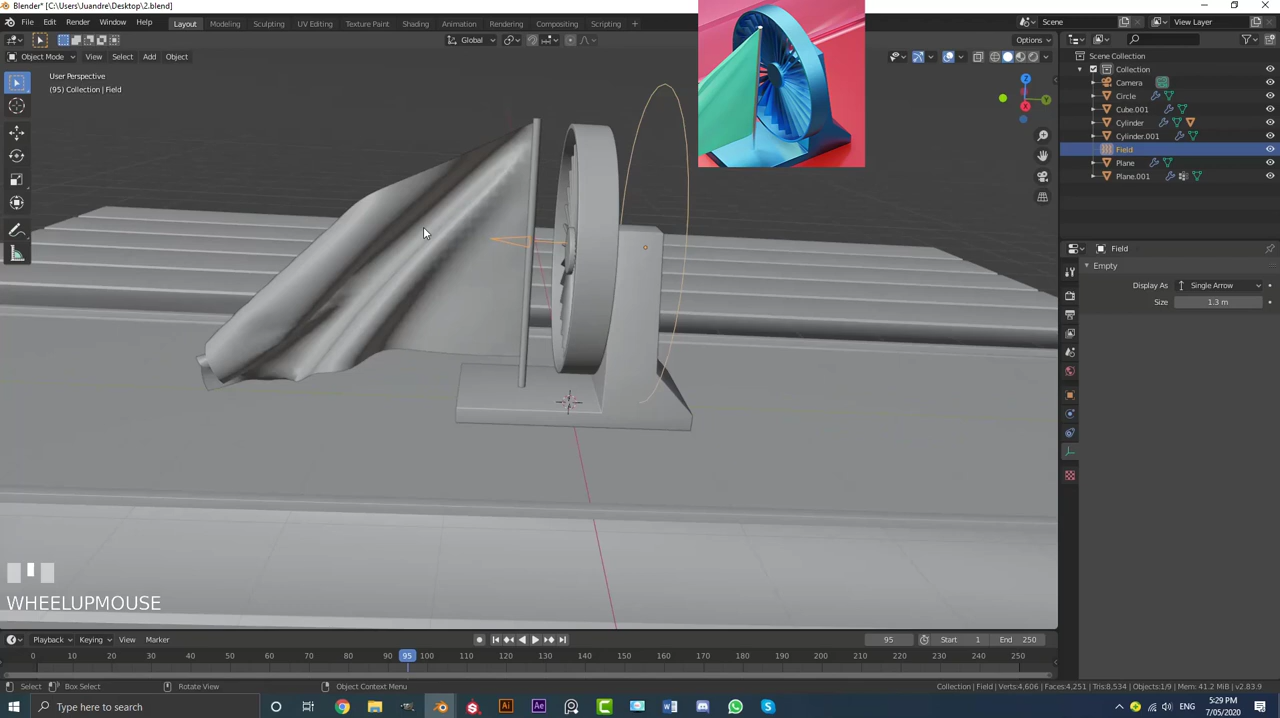 Blender* [C:\Users\Juandre\Desktop\2.blend]
File Edit Render Window Help Layout Modeling Sculpting UV Editing Texture Paint Shading Animation Rendering Compositing Scripting + Scene View Layer
Global Options
Object Mode View Select Add Object Scene Collection
User Perspective Collection
(95) Collection | Field Camera
Circle
Cube.001
Cylinder
Cylinder.001
Field
Plane
Plane.001
Field
Empty
Display As Single Arrow
Size 1.3 m
WHEELUPMOUSE
Playback Keying View Marker 95 Start 1 End 250
0 10 20 30 40 50 60 70 80 90 95 100 110 120 130 140 150 160 170 180 190 200 210 220 230 240 250
Select Box Select Rotate View Object Context Menu Collection | Field | Verts:4,606 | Faces:4,251 | Tris:8,534 | Objects:1/9 | Mem: 41.2 MiB | v2.83.9
Type here to search 5:29 PM
7/05/2020